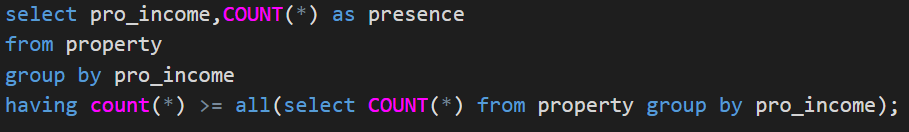 select pro_income,COUNT(*) as presence
from property
group by pro_income
having count(*) >= all(select COUNT(*) from property group by pro_income);